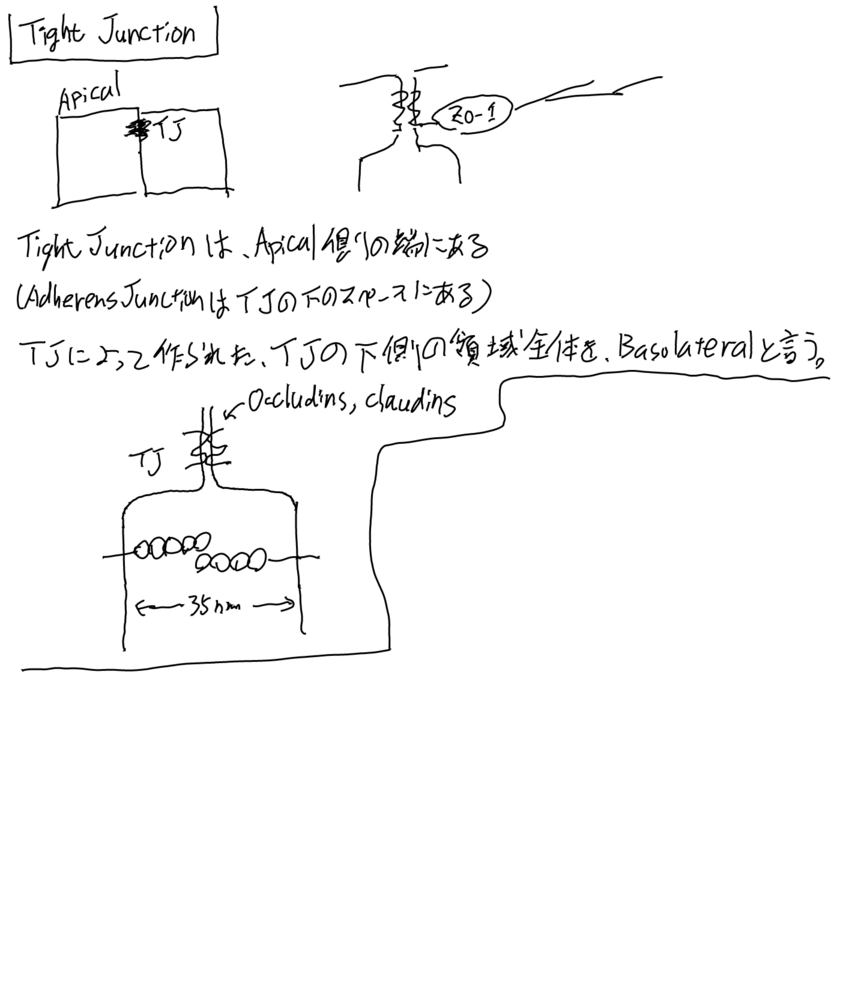 Tight Junction
Apical
TJ
ZO-1
Tight Junctionは、Apical側の端にある
(Adherens JunctionはTJの下のスペースにある)
TJによって作られた、TJの下側の領域全体を、Basolateralと言う。
Occludins, claudins
TJ
35nm